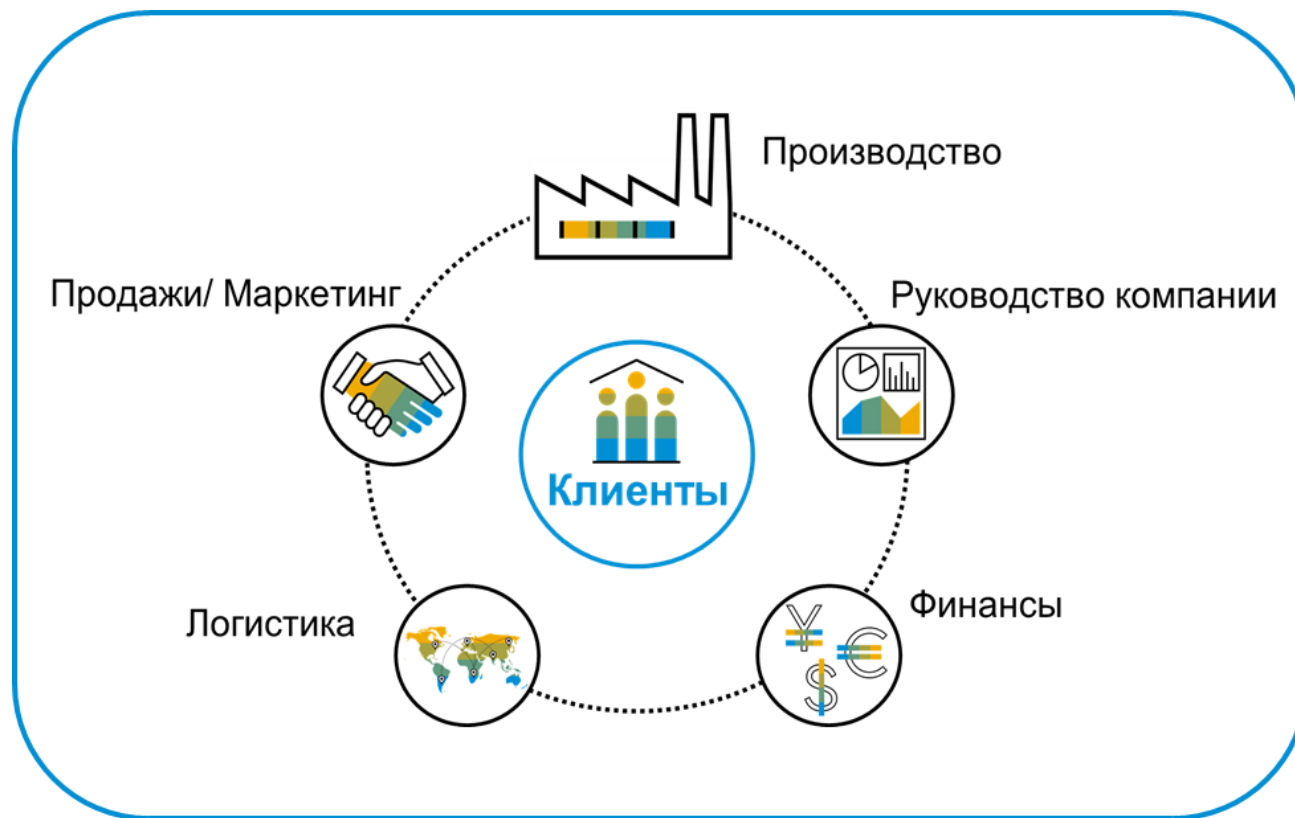 Производство
Продажи/ Маркетинг
Руководство компании
Клиенты
Логистика
Финансы